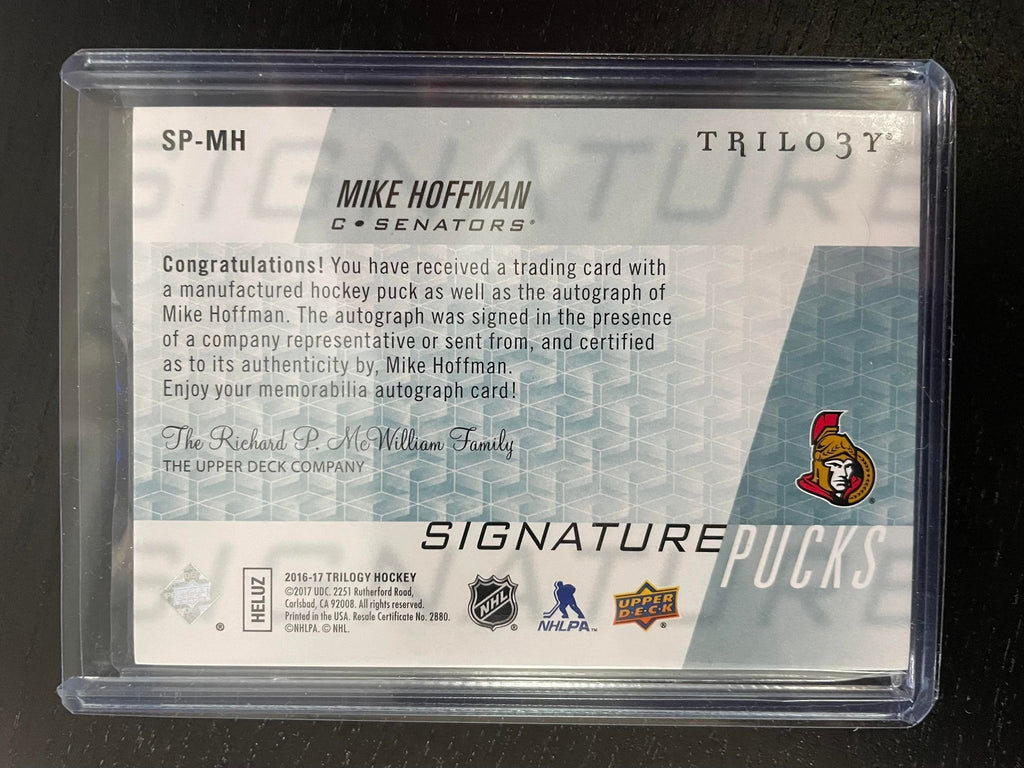 SP-MH
TRILO3Y
MIKE HOFFMAN
C • SENATORS®
Congratulations! You have received a trading card with
a manufactured hockey puck as well as the autograph of
Mike Hoffman. The autograph was signed in the presence
of a company representative or sent from, and certified
as to its authenticity by, Mike Hoffman.
Enjoy your memorabilia autograph card!
The Richard P. McWilliam Family
THE UPPER DECK COMPANY
SIGNATURE PUCKS
HELUZ
2016-17 TRILOGY HOCKEY
©2017 UDC. 2251 Rutherford Road,
Carlsbad, CA 92008. All rights reserved.
Printed in the USA. Resale Certificate No. 2880.
©NHLPA. © NHL.
NHL®
NHLPA™
UPPER
DECK®